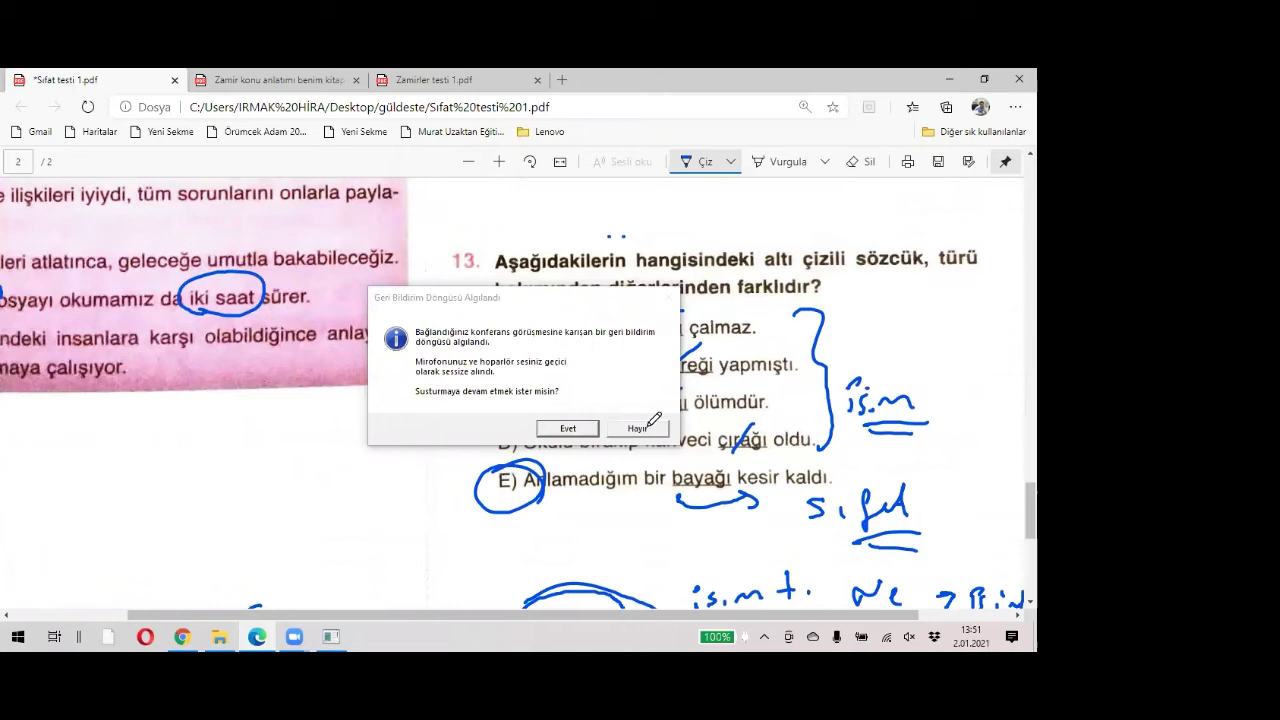 *Sıfat testi 1.pdf
Zamir konu anlatımı benim kitap
Zamirler testi 1.pdf
Dosya
C:/Users/IRMAK%20HİRA/Desktop/güldeste/Sıfat%20testi%201.pdf
Gmail
Haritalar
Yeni Sekme
Örümcek Adam 20...
Yeni Sekme
Murat Uzaktan Eğiti...
Lenovo
Diğer sık kullanılanlar
2 / 2
Sesli oku
Çiz
Vurgula
Sil
e ilişkileri iyiydi, tüm sorunlarını onlarla payla-
leri atlatınca, geleceğe umutla bakabileceğiz.
osyayı okumamız da iki saat sürer.
ndeki insanlara karşı olabildiğince anlay
maya çalışıyor.
13. Aşağıdakilerin hangisindeki altı çizili sözcük, türü
erinden farklıdır?
çalmaz.
reği yapmıştı.
ölümdür.
çırağı oldu.
E) Anlamadığım bir bayağı kesir kaldı.
isim
sıfat
isim t. Ne →
Geri Bildirim Döngüsü Algılandı
Bağlandığınız konferans görüşmesine karışan bir geri bildirim
döngüsü algılandı.
Mirofonunuz ve hoparlör sesiniz geçici
olarak sessize alındı.
Susturmaya devam etmek ister misin?
Evet
Hayır
100%
13:51
2.01.2021